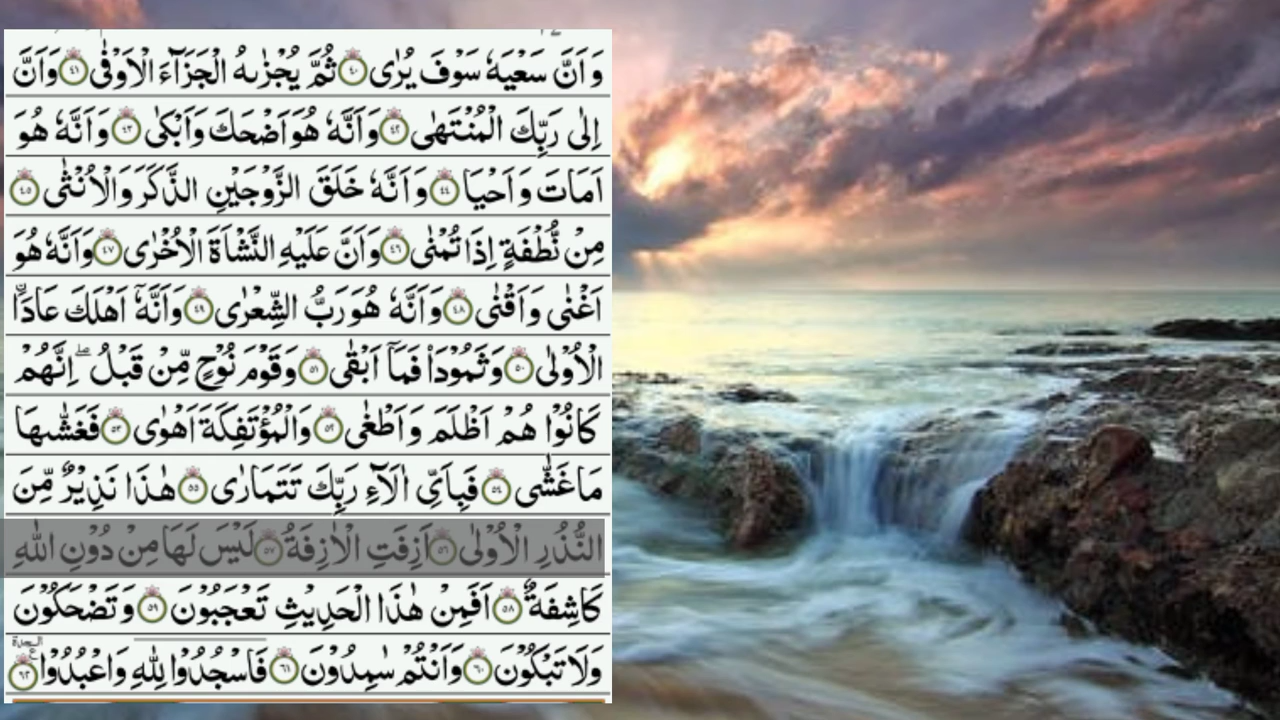 وَاَنَّ سَعْيَهٗ سَوْفَ يُرٰى ۝٤٠ ثُمَّ يُجْزٰىهُ الْجَزَآءَ الْاَوْفٰى ۝٤١ وَاَنَّ
اِلٰى رَبِّكَ الْمُنْتَهٰى ۝٤٢ وَاَنَّهٗ هُوَ اَضْحَكَ وَاَبْكٰى ۝٤٣ وَاَنَّهٗ هُوَ
اَمَاتَ وَاَحْيَا ۝٤٤ وَاَنَّهٗ خَلَقَ الزَّوْجَيْنِ الذَّكَرَ وَالْاُنْثٰى ۝٤٥
مِنْ نُّطْفَةٍ اِذَا تُمْنٰى ۝٤٦ وَاَنَّ عَلَيْهِ النَّشْاَةَ الْاُخْرٰى ۝٤٧ وَاَنَّهٗ هُوَ
اَغْنٰى وَاَقْنٰى ۝٤٨ وَاَنَّهٗ هُوَ رَبُّ الشِّعْرٰى ۝٤٩ وَاَنَّهٗٓ اَهْلَكَ عَادَا ۨ
الْاُوْلٰى ۝٥٠ وَثَمُوْدَا۟ فَمَآ اَبْقٰى ۝٥١ وَقَوْمَ نُوْحٍ مِّنْ قَبْلُ ۖ اِنَّهُمْ
كَانُوْا هُمْ اَظْلَمَ وَاَطْغٰى ۝٥٢ وَالْمُؤْتَفِكَةَ اَهْوٰى ۝٥٣ فَغَشّٰىهَا
مَا غَشّٰى ۝٥٤ فَبِاَيِّ اٰلَآءِ رَبِّكَ تَتَمَارٰى ۝٥٥ هٰذَا نَذِيْرٌ مِّنَ
النُّذُرِ الْاُوْلٰى ۝٥٦ اَزِفَتِ الْاٰزِفَةُ ۝٥٧ لَيْسَ لَهَا مِنْ دُوْنِ اللّٰهِ
كَاشِفَةٌ ۝٥٨ اَفَمِنْ هٰذَا الْحَدِيْثِ تَعْجَبُوْنَ ۝٥٩ وَتَضْحَكُوْنَ
وَلَا تَبْكُوْنَ ۝٦٠ وَاَنْتُمْ سٰمِدُوْنَ ۝٦١ فَاسْجُدُوْا لِلّٰهِ وَاعْبُدُوْا ۝٦٢ السجدة